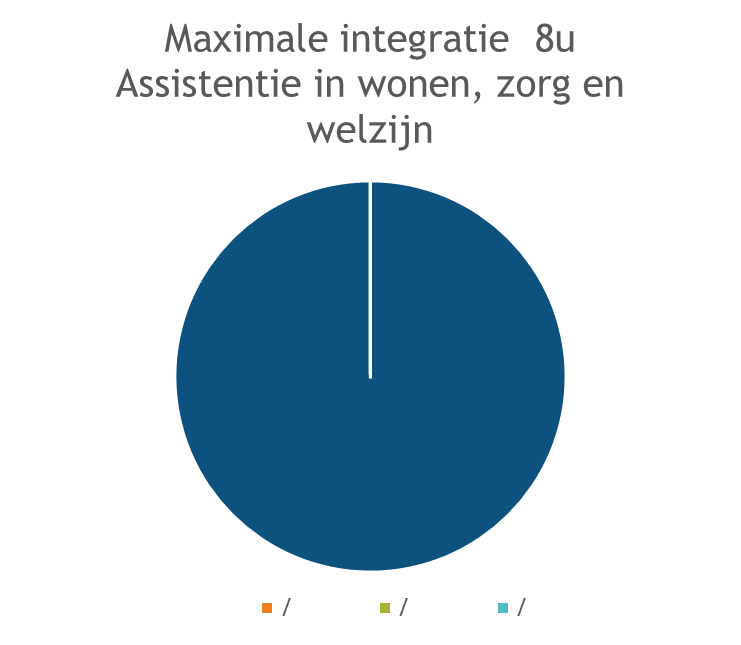 Maximale integratie  8u
Assistentie in wonen, zorg en
welzijn
/ / /